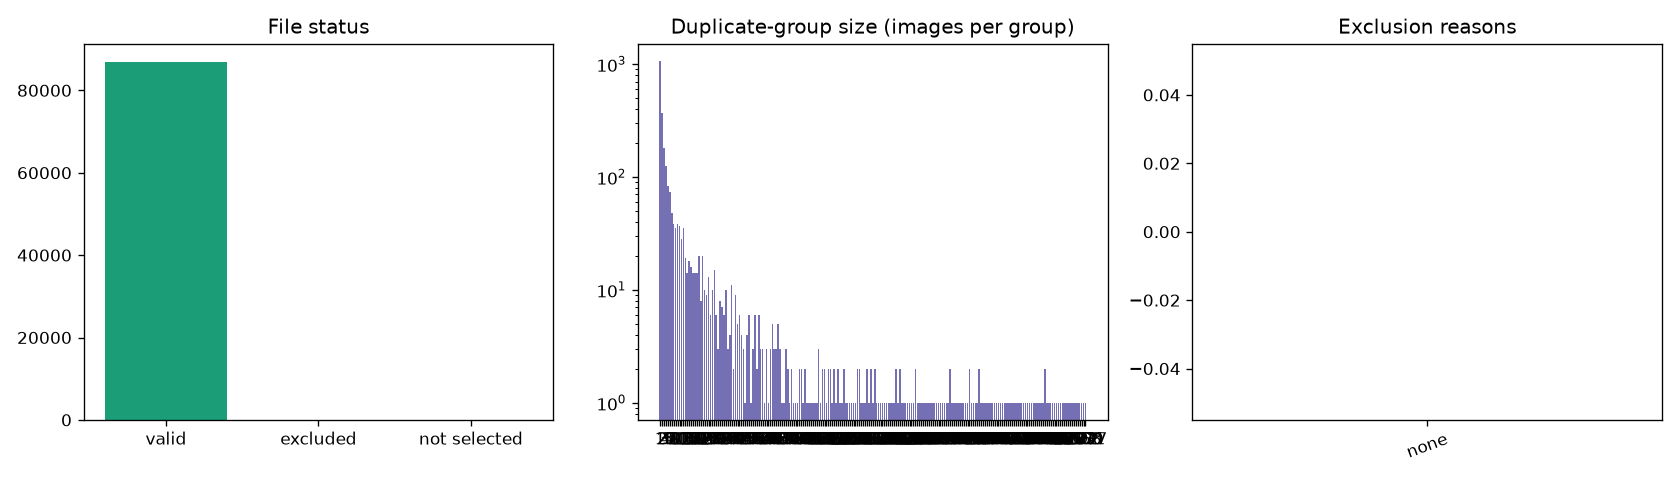 File status
80000
60000
40000
20000
0
valid excluded not selected
Duplicate-group size (images per group)
10³
10²
10¹
10⁰
Exclusion reasons
0.04
0.02
0.00
−0.02
−0.04
none